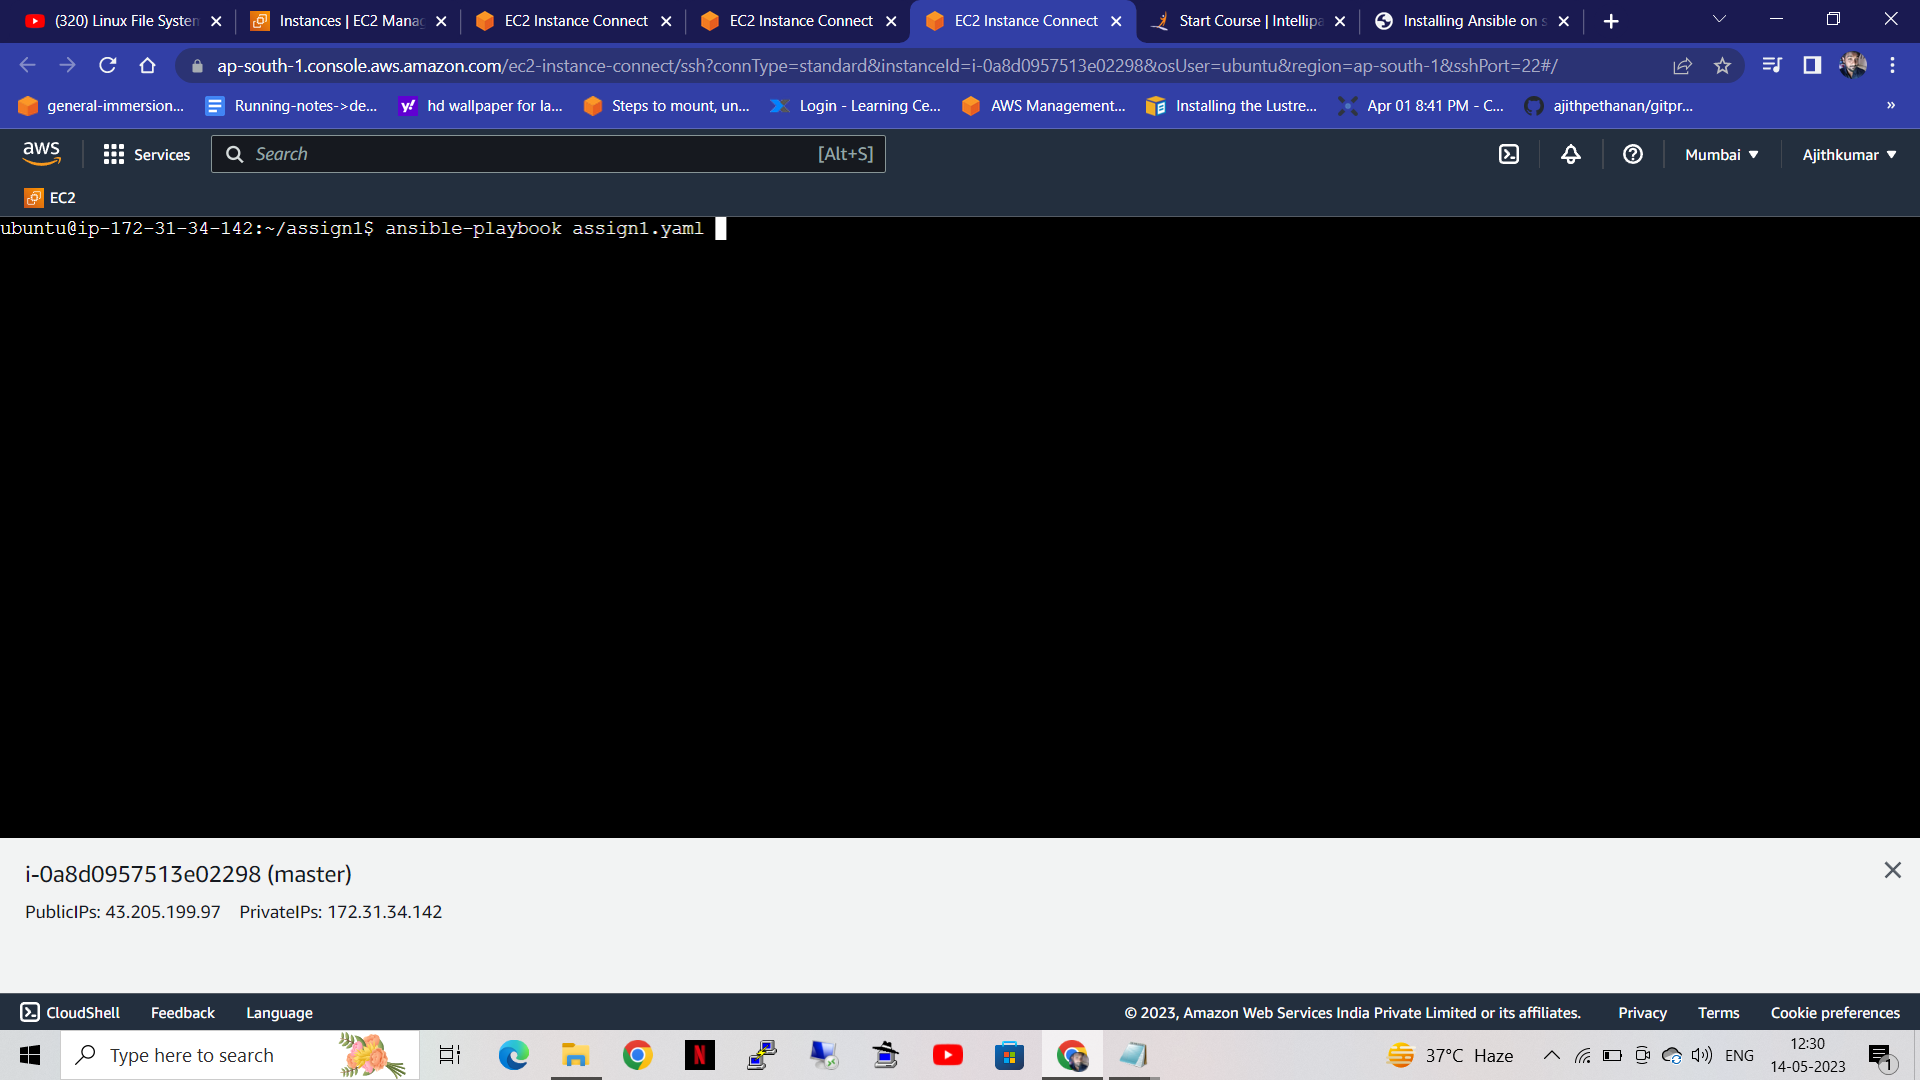 (320) Linux File System
Instances | EC2 Manag
EC2 Instance Connect
EC2 Instance Connect
EC2 Instance Connect
Start Course | Intellipa
Installing Ansible on s
ap-south-1.console.aws.amazon.com/ec2-instance-connect/ssh?connType=standard&instanceId=i-0a8d0957513e02298&osUser=ubuntu&region=ap-south-1&sshPort=22#/
general-immersion...
Running-notes->de...
hd wallpaper for la...
Steps to mount, un...
Login - Learning Ce...
AWS Management...
Installing the Lustre...
Apr 01 8:41 PM - C...
ajithpethanan/gitpr...
»
aws
Services
Search
[Alt+S]
Mumbai
Ajithkumar
EC2
ubuntu@ip-172-31-34-142:~/assign1$ ansible-playbook assign1.yaml
i-0a8d0957513e02298 (master)
PublicIPs: 43.205.199.97 PrivateIPs: 172.31.34.142
CloudShell
Feedback
Language
© 2023, Amazon Web Services India Private Limited or its affiliates.
Privacy
Terms
Cookie preferences
Type here to search
N
37°C Haze
ENG
12:30
14-05-2023
1